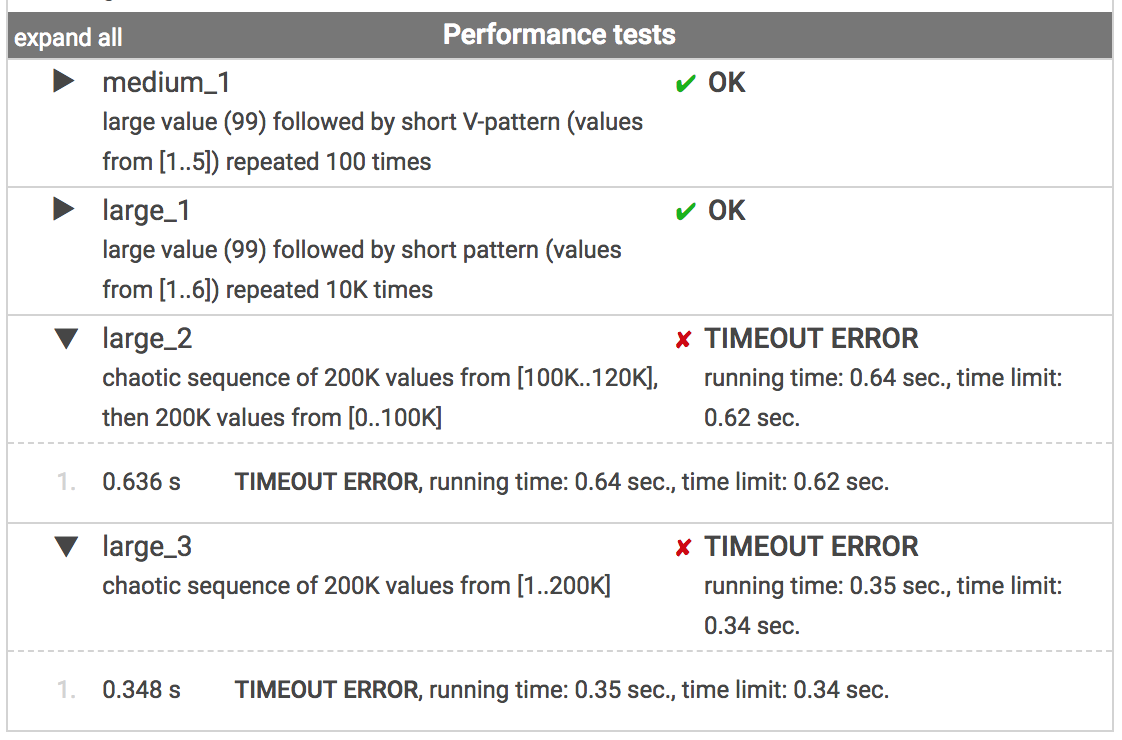 expand all Performance tests
medium_1 ✔ OK
large value (99) followed by short V-pattern (values
from [1..5]) repeated 100 times
large_1 ✔ OK
large value (99) followed by short pattern (values
from [1..6]) repeated 10K times
large_2 ✘ TIMEOUT ERROR
chaotic sequence of 200K values from [100K..120K], running time: 0.64 sec., time limit:
then 200K values from [0..100K] 0.62 sec.
1. 0.636 s TIMEOUT ERROR, running time: 0.64 sec., time limit: 0.62 sec.
large_3 ✘ TIMEOUT ERROR
chaotic sequence of 200K values from [1..200K] running time: 0.35 sec., time limit:
0.34 sec.
1. 0.348 s TIMEOUT ERROR, running time: 0.35 sec., time limit: 0.34 sec.